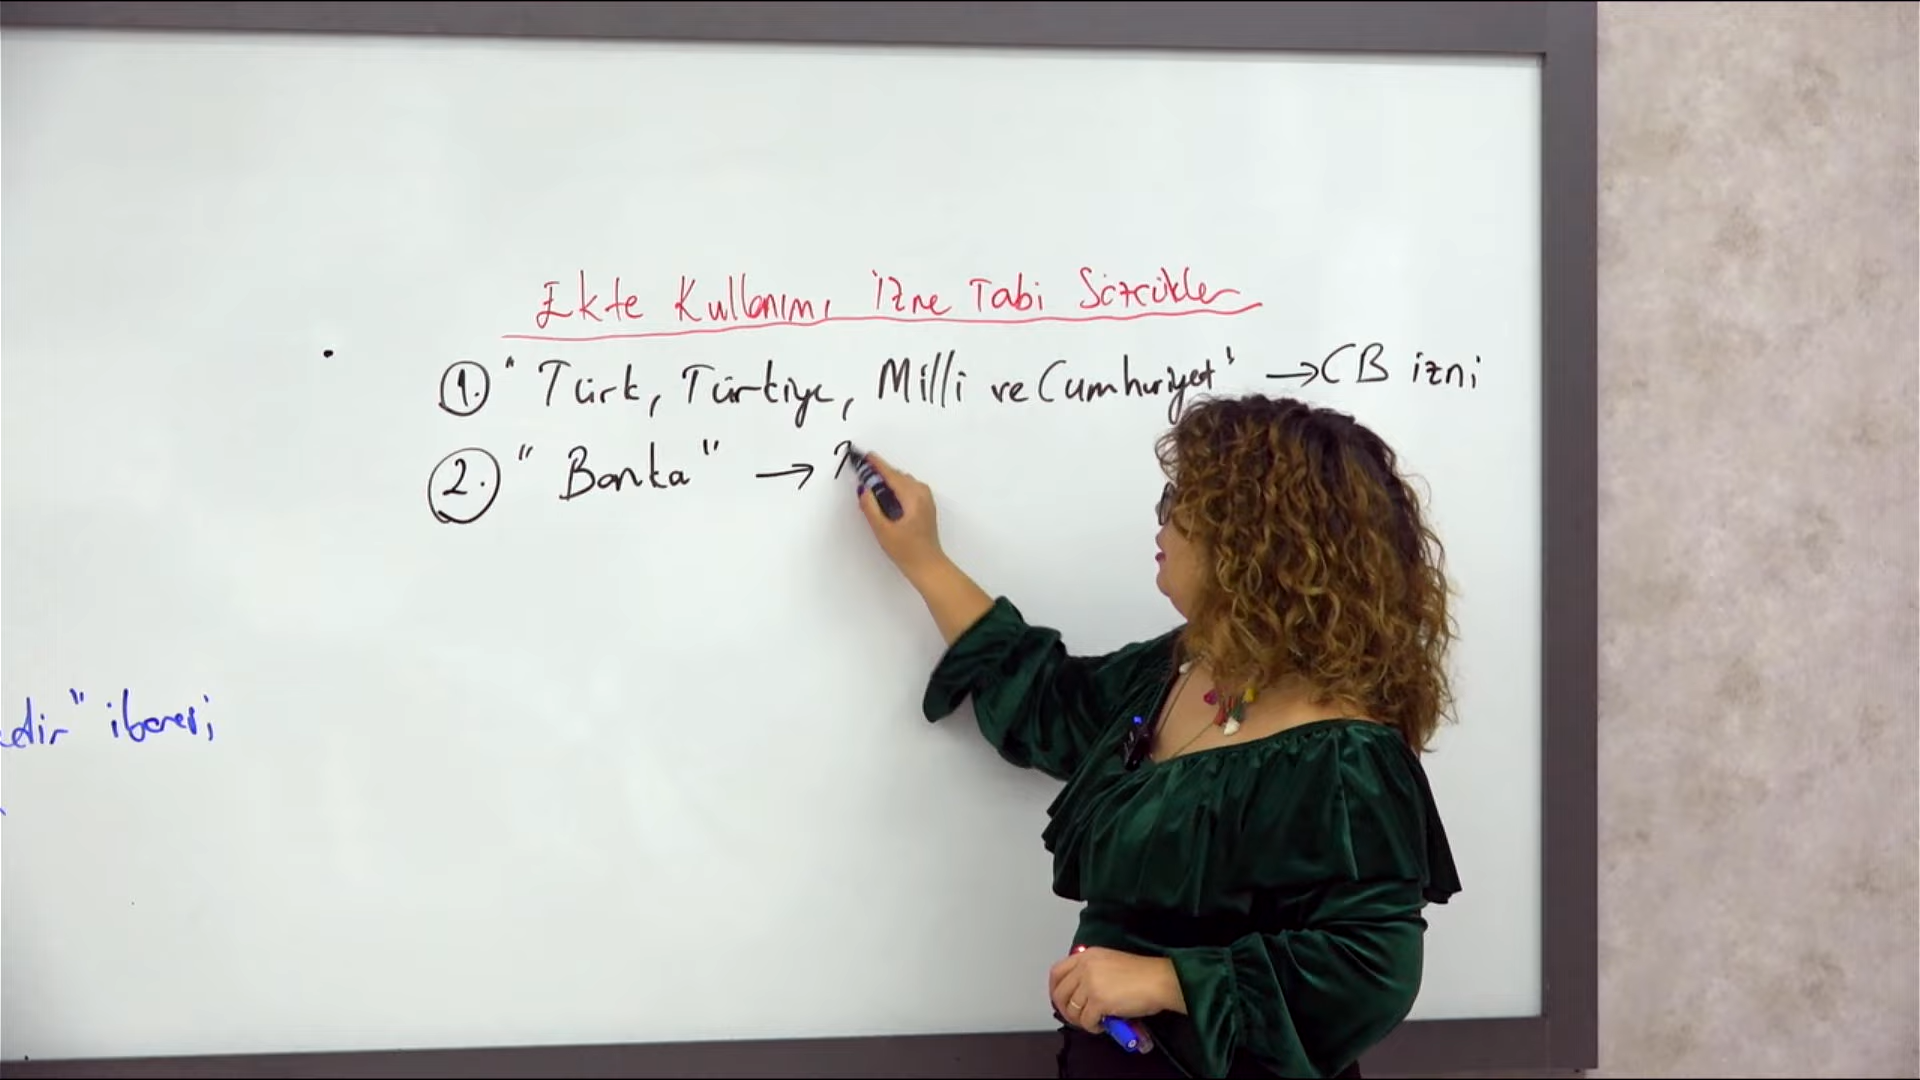 Ekte Kullanımı İzne Tabi Sözcükler
1. "Türk, Türkiye, Milli ve Cumhuriyet" → CB izni
2. "Banka" →
edir" ibaresi